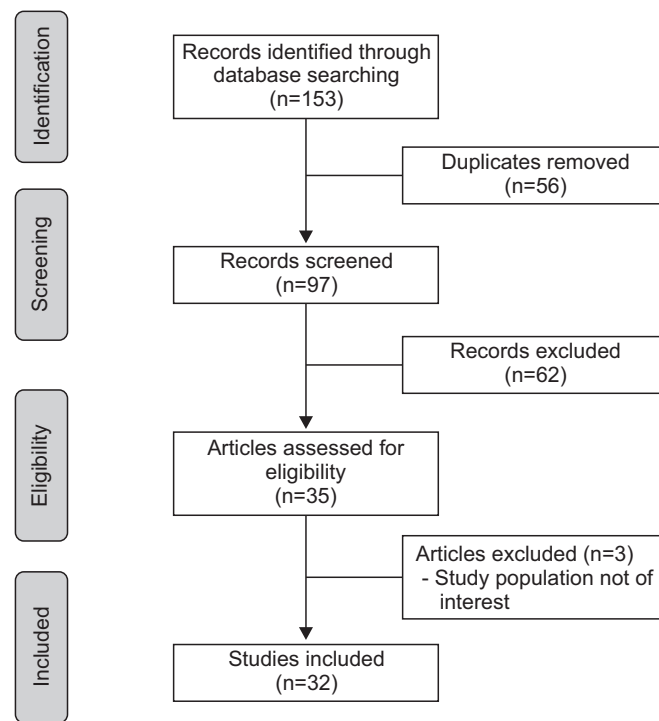 Identification
Records identified through
database searching
(n=153)
Duplicates removed
(n=56)
Screening
Records screened
(n=97)
Records excluded
(n=62)
Eligibility
Articles assessed for
eligibility
(n=35)
Articles excluded (n=3)
- Study population not of
interest
Included
Studies included
(n=32)